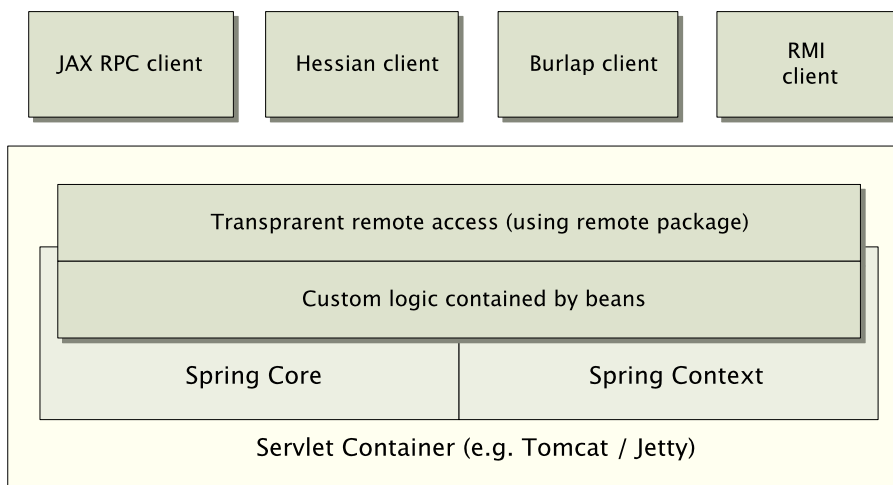 JAX RPC client
Hessian client
Burlap client
RMI
client
Transprarent remote access (using remote package)
Custom logic contained by beans
Spring Core
Spring Context
Servlet Container (e.g. Tomcat / Jetty)